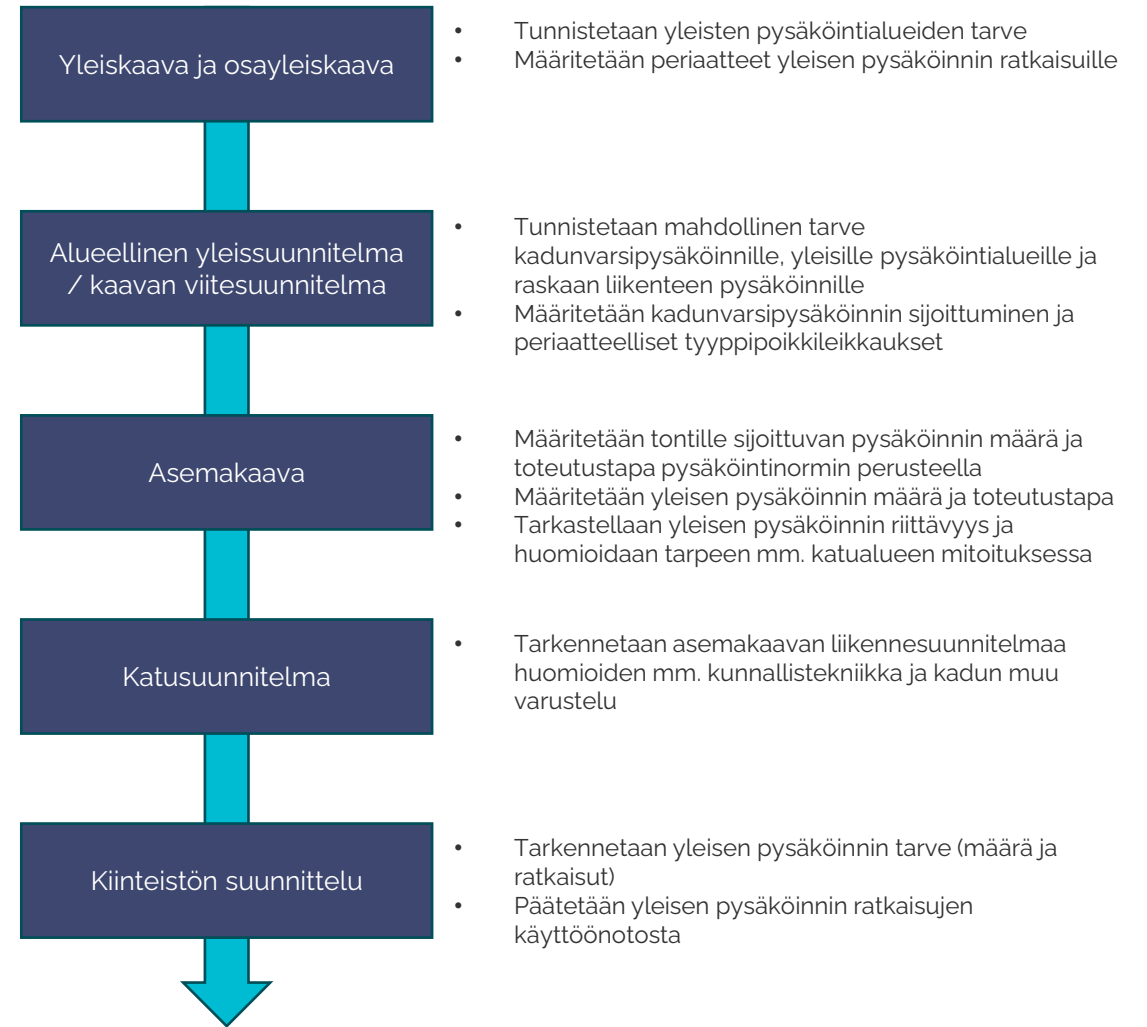 Yleiskaava ja osayleiskaava
• Tunnistetaan yleisten pysäköintialueiden tarve
• Määritetään periaatteet yleisen pysäköinnin ratkaisuille
Alueellinen yleissuunnitelma
/ kaavan viitesuunnitelma
• Tunnistetaan mahdollinen tarve
kadunvarsipysäköinnille, yleisille pysäköintialueille ja
raskaan liikenteen pysäköinnille
• Määritetään kadunvarsipysäköinnin sijoittuminen ja
periaatteelliset tyyppipoikkileikkaukset
Asemakaava
• Määritetään tontille sijoittuvan pysäköinnin määrä ja
toteutustapa pysäköintinormin perusteella
• Määritetään yleisen pysäköinnin määrä ja toteutustapa
• Tarkastellaan yleisen pysäköinnin riittävyys ja
huomioidaan tarpeen mm. katualueen mitoituksessa
Katusuunnitelma
• Tarkennetaan asemakaavan liikennesuunnitelmaa
huomioiden mm. kunnallistekniikka ja kadun muu
varustelu
Kiinteistön suunnittelu
• Tarkennetaan yleisen pysäköinnin tarve (määrä ja
ratkaisut)
• Päätetään yleisen pysäköinnin ratkaisujen
käyttöönotosta